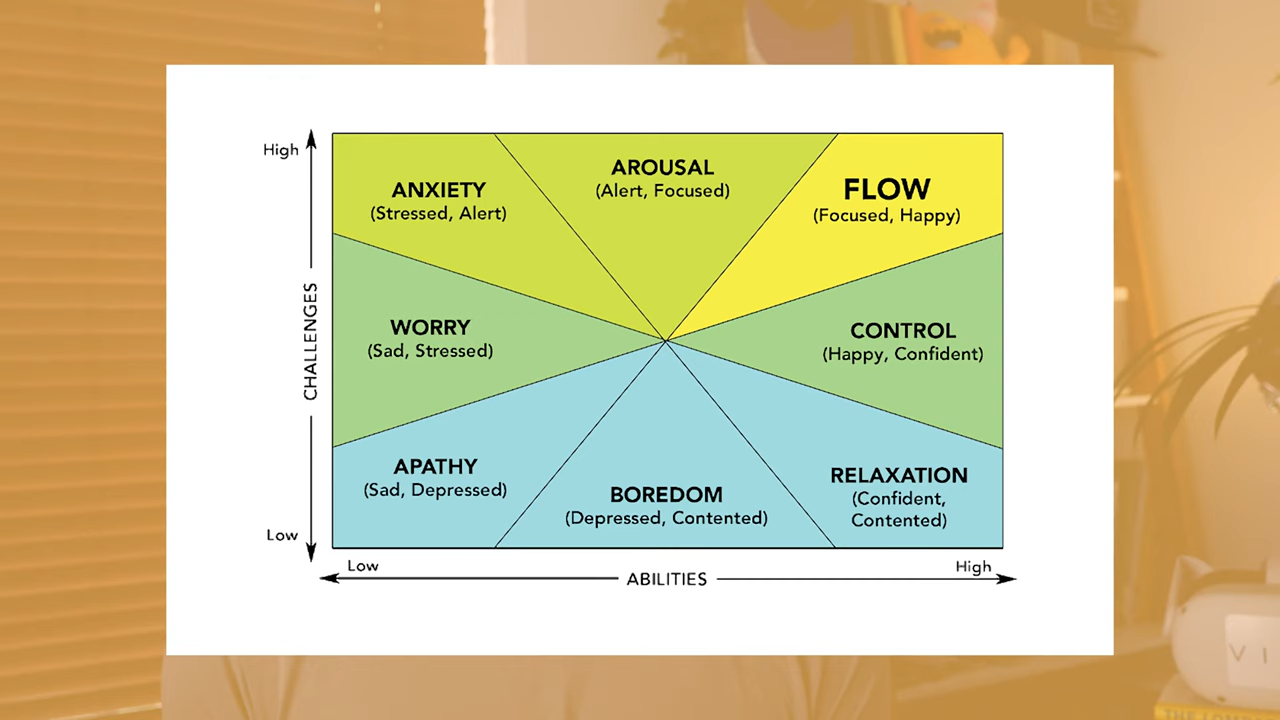 High
AROUSAL
(Alert, Focused)
ANXIETY
(Stressed, Alert)
FLOW
(Focused, Happy)
CHALLENGES
WORRY
(Sad, Stressed)
CONTROL
(Happy, Confident)
APATHY
(Sad, Depressed)
BOREDOM
(Depressed, Contented)
RELAXATION
(Confident,
Contented)
Low
Low
ABILITIES
High